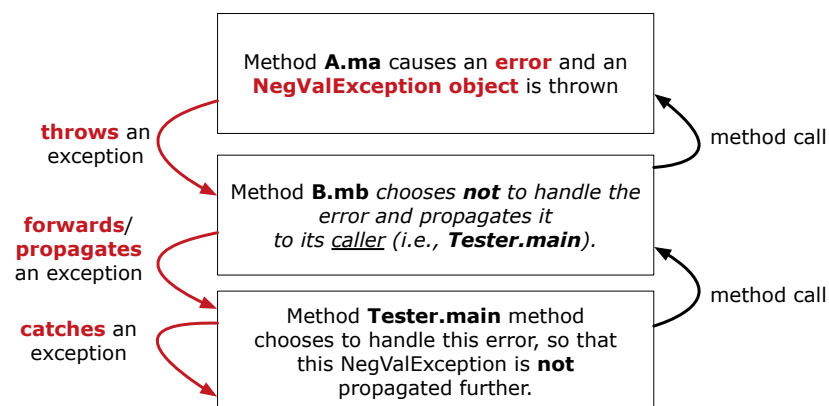 Method A.ma causes an error and an
NegValException object is thrown
throws an
exception
method call
Method B.mb chooses not to handle the
error and propagates it
to its caller (i.e., Tester.main).
forwards/
propagates
an exception
method call
Method Tester.main method
chooses to handle this error, so that
this NegValException is not
propagated further.
catches an
exception